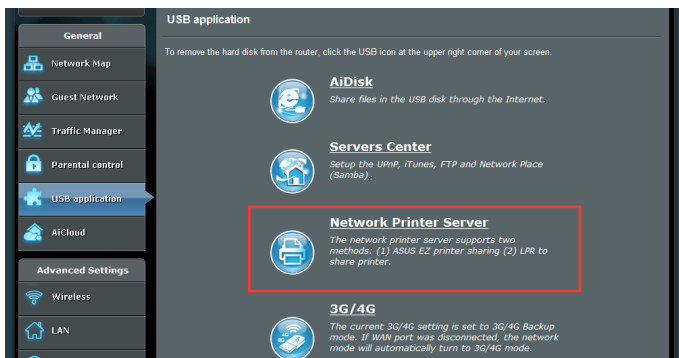 General
Network Map
Guest Network
Traffic Manager
Parental control
USB application
AiCloud
Advanced Settings
Wireless
LAN
USB application
To remove the hard disk from the router, click the USB icon at the upper right corner of your screen.
AiDisk
Share files in the USB disk through the Internet.
Servers Center
Setup the UPnP, iTunes, FTP and Network Place
(Samba).
Network Printer Server
The network printer server supports two
methods: (1) ASUS EZ printer sharing (2) LPR to
share printer.
3G/4G
The current 3G/4G setting is set to 3G/4G Backup
mode. If WAN port was disconnected, the network
mode will automatically turn to 3G/4G mode.